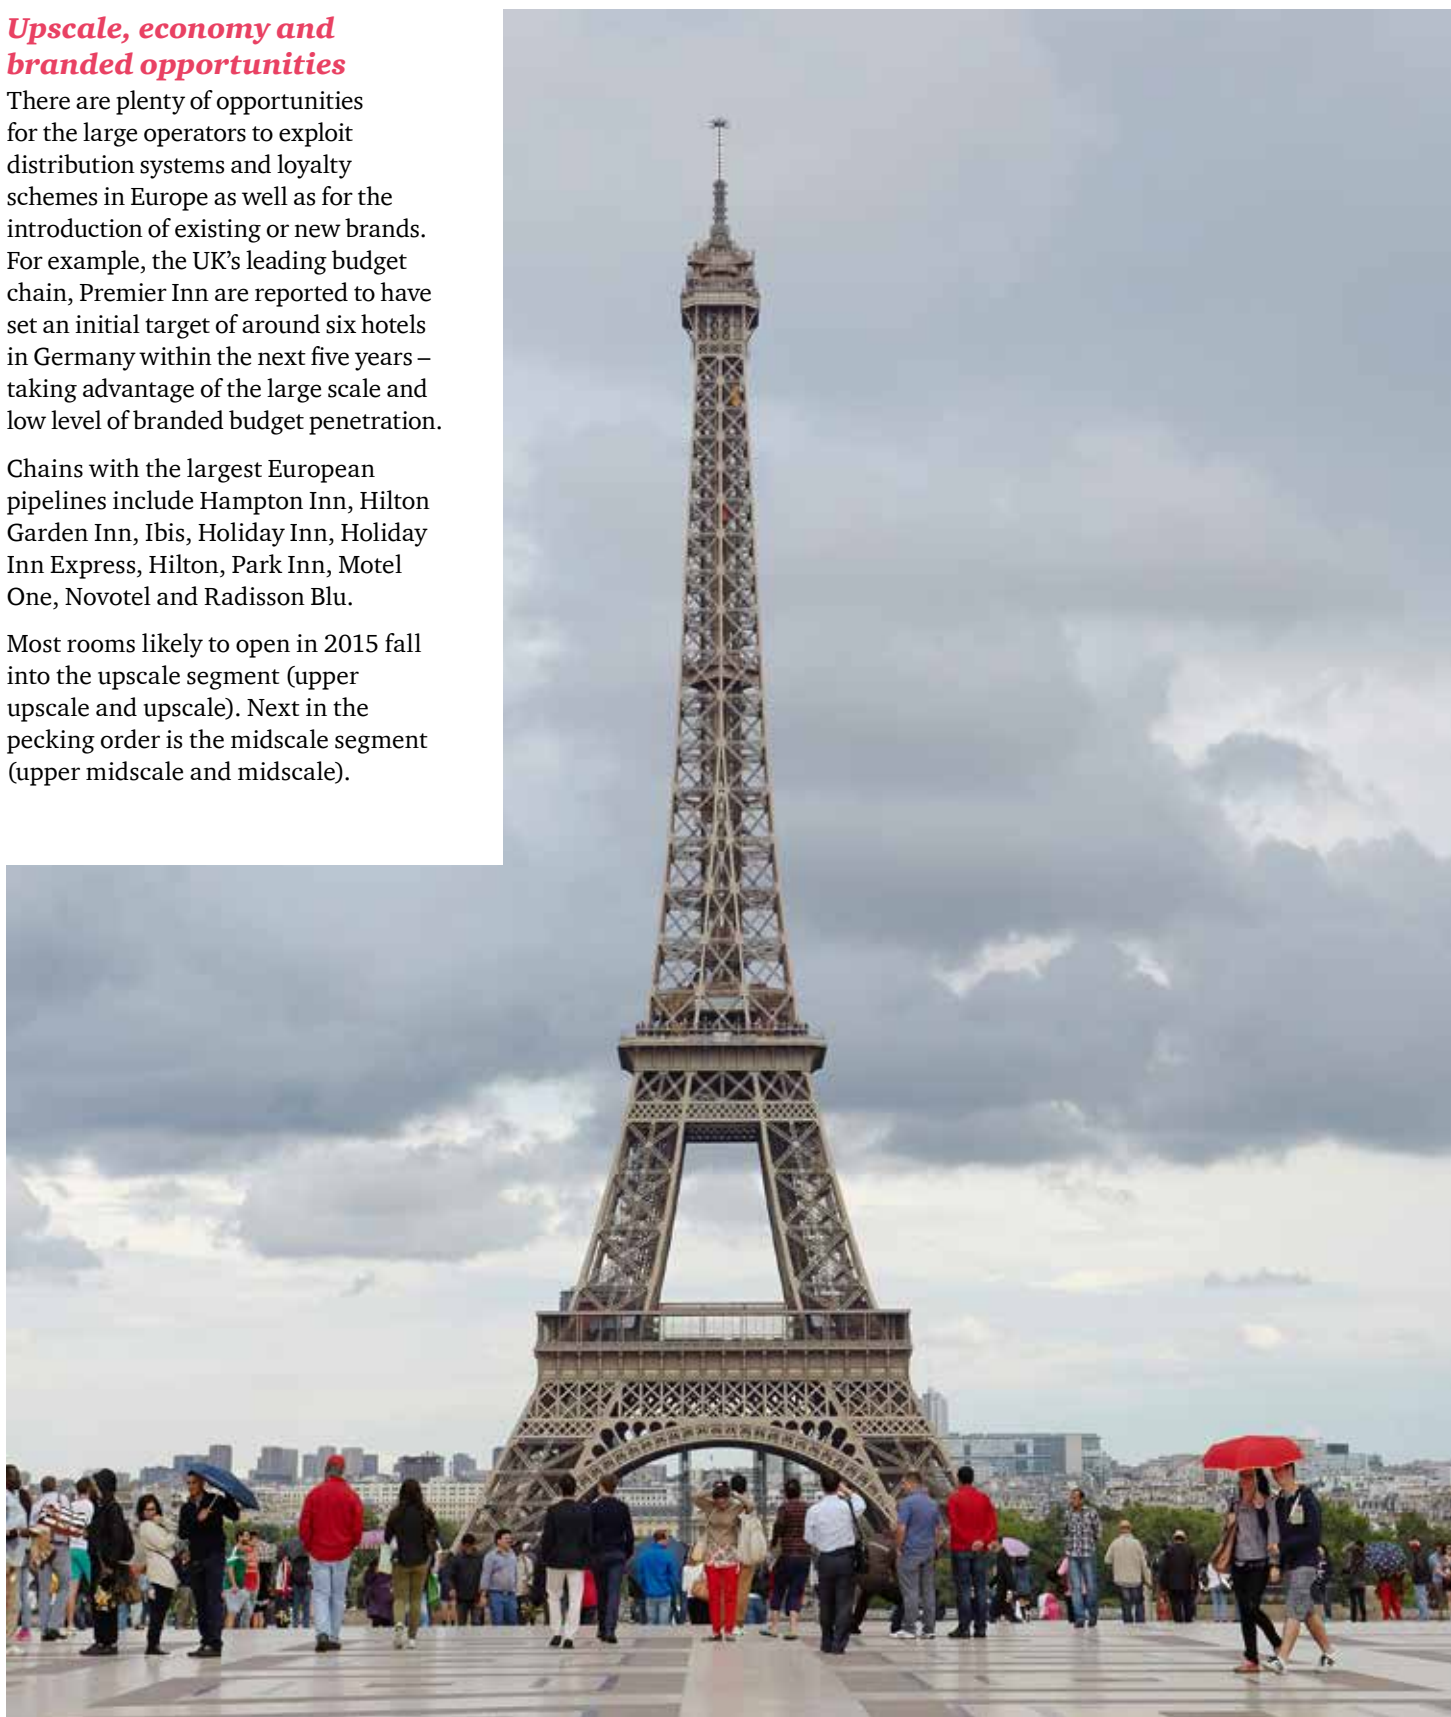 Upscale, economy and
branded opportunities
There are plenty of opportunities
for the large operators to exploit
distribution systems and loyalty
schemes in Europe as well as for the
introduction of existing or new brands.
For example, the UK’s leading budget
chain, Premier Inn are reported to have
set an initial target of around six hotels
in Germany within the next five years –
taking advantage of the large scale and
low level of branded budget penetration.
Chains with the largest European
pipelines include Hampton Inn, Hilton
Garden Inn, Ibis, Holiday Inn, Holiday
Inn Express, Hilton, Park Inn, Motel
One, Novotel and Radisson Blu.
Most rooms likely to open in 2015 fall
into the upscale segment (upper
upscale and upscale). Next in the
pecking order is the midscale segment
(upper midscale and midscale).